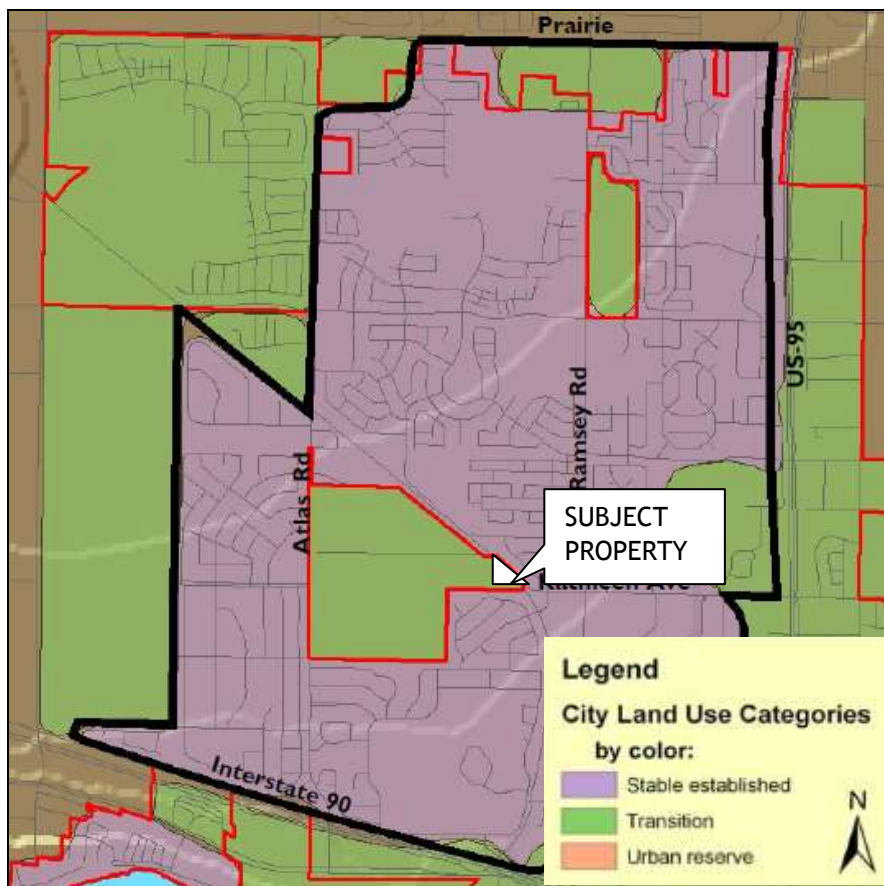 Prairie
US-95
Ramsey Rd
Atlas Rd
SUBJECT
PROPERTY
Kathleen Ave
Interstate 90
Legend
City Land Use Categories
by color:
Stable established
Transition
Urban reserve
N